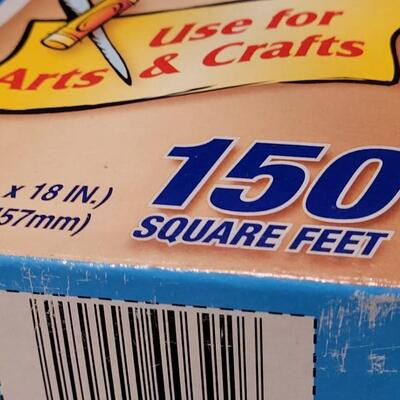 Use for
Arts & Crafts
x 18 IN.)
57mm)
150
SQUARE FEET